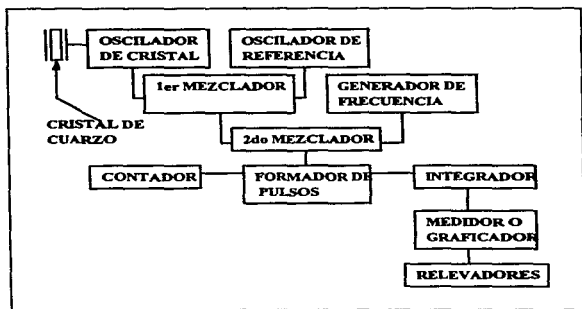 OSCILADOR
DE CRISTAL
OSCILADOR DE
REFERENCIA
1er MEZCLADOR
GENERADOR DE
FRECUENCIA
CRISTAL DE
CUARZO
2do MEZCLADOR
CONTADOR
FORMADOR DE
PULSOS
INTEGRADOR
MEDIDOR O
GRAFICADOR
RELEVADORES